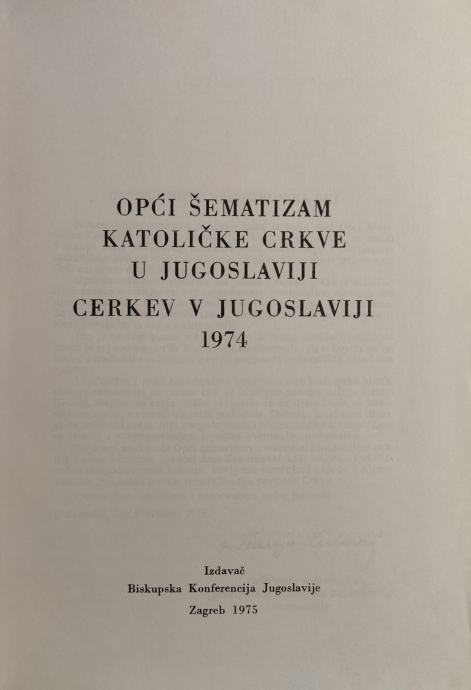 OPĆI ŠEMATIZAM
KATOLIČKE CRKVE
U JUGOSLAVIJI
CERKEV V JUGOSLAVIJI
1974
Izdavač
Biskupska Konferencija Jugoslavije
Zagreb 1975